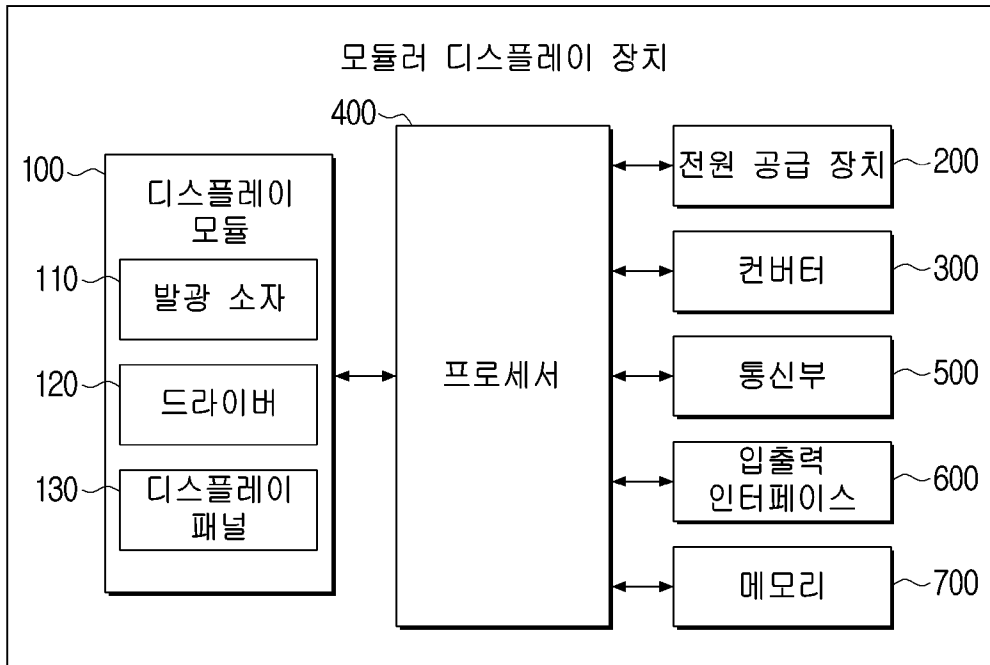 모듈러 디스플레이 장치
100
디스플레이
모듈
110
발광 소자
120
드라이버
130
디스플레이
패널
400
프로세서
전원 공급 장치
200
컨버터
300
통신부
500
입출력
인터페이스
600
메모리
700